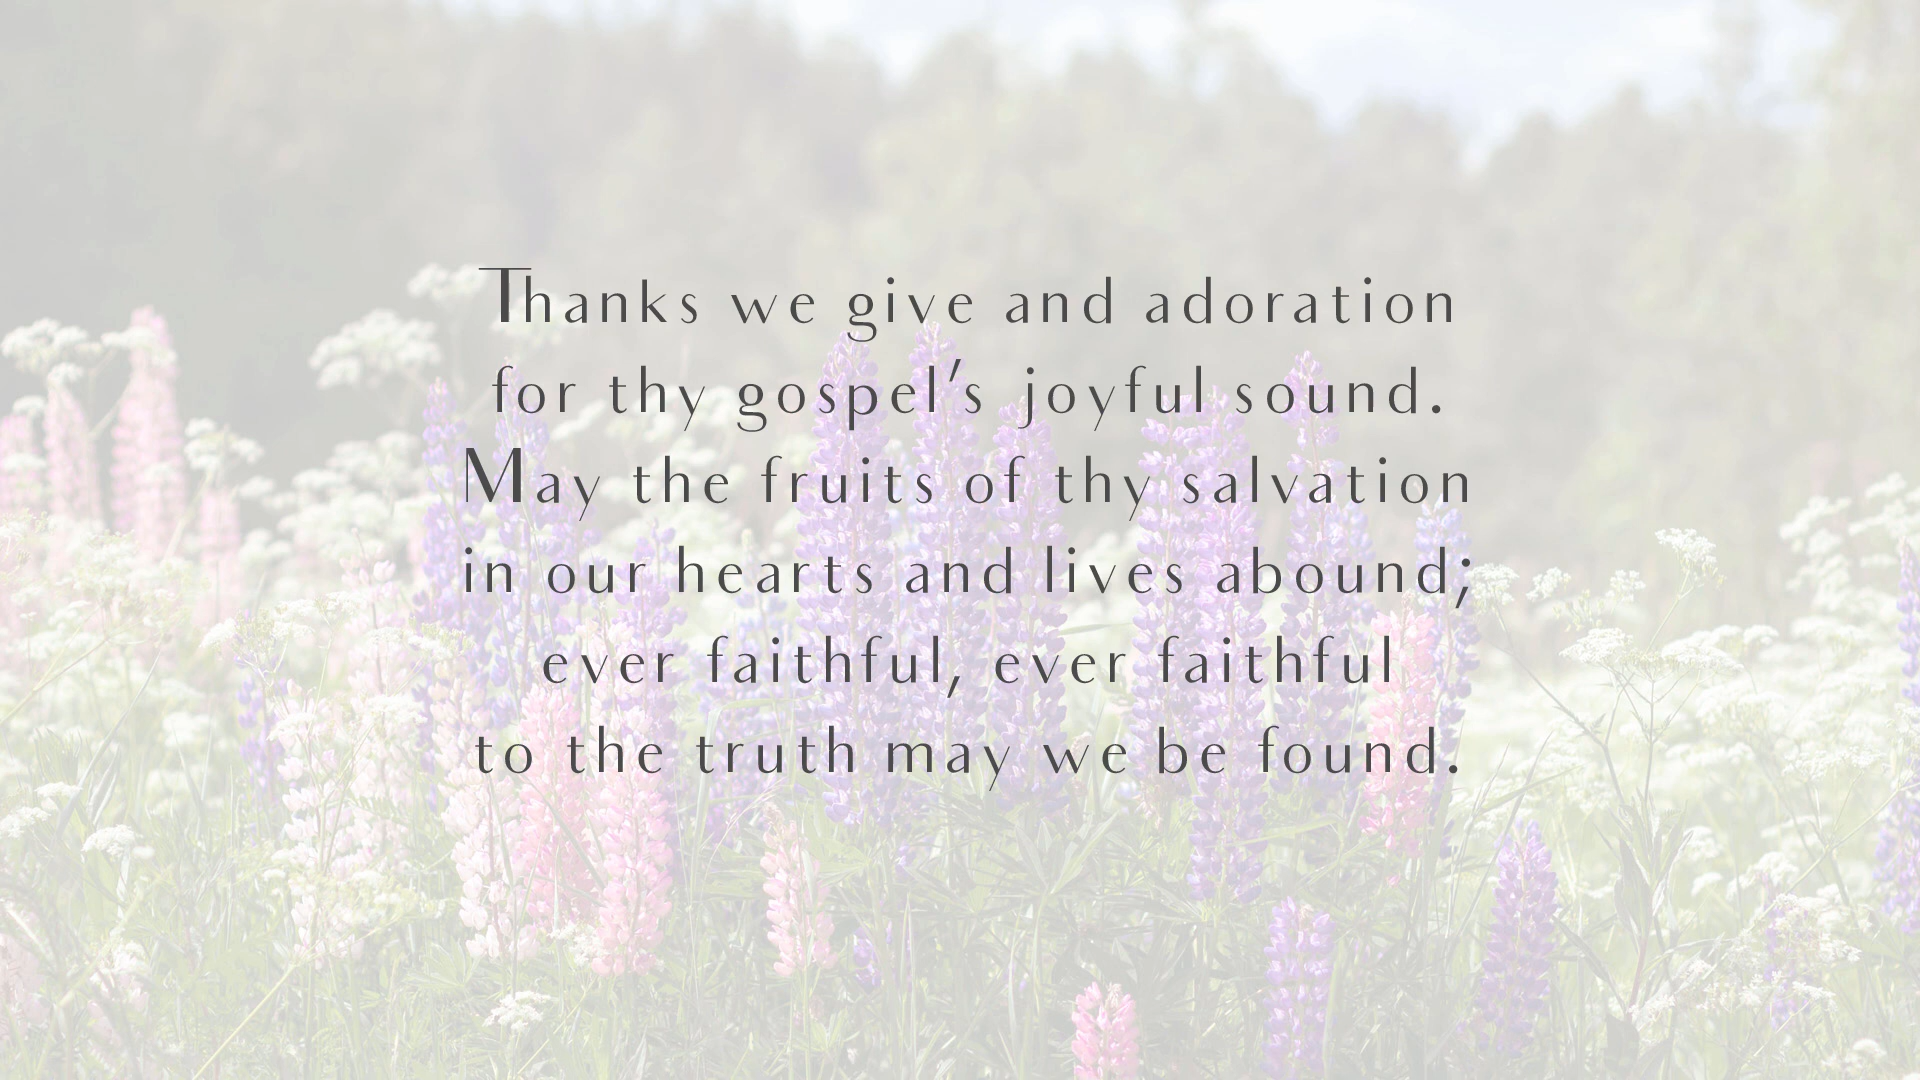 Thanks we give and adoration
for thy gospel's joyful sound.
May the fruits of thy salvation
in our hearts and lives abound;
ever faithful, ever faithful
to the truth may we be found.